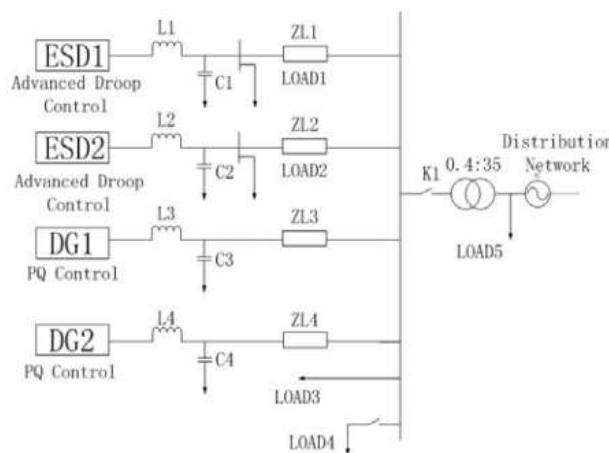 L1
ESD1
ZL1
Advanced Droop
Control
C1
LOAD1
L2
ESD2
ZL2
Advanced Droop
Control
C2
LOAD2
Distribution
Network
K1
0.4:35
L3
DG1
ZL3
PQ Control
C3
LOAD5
L4
DG2
ZL4
PQ Control
C4
LOAD3
LOAD4